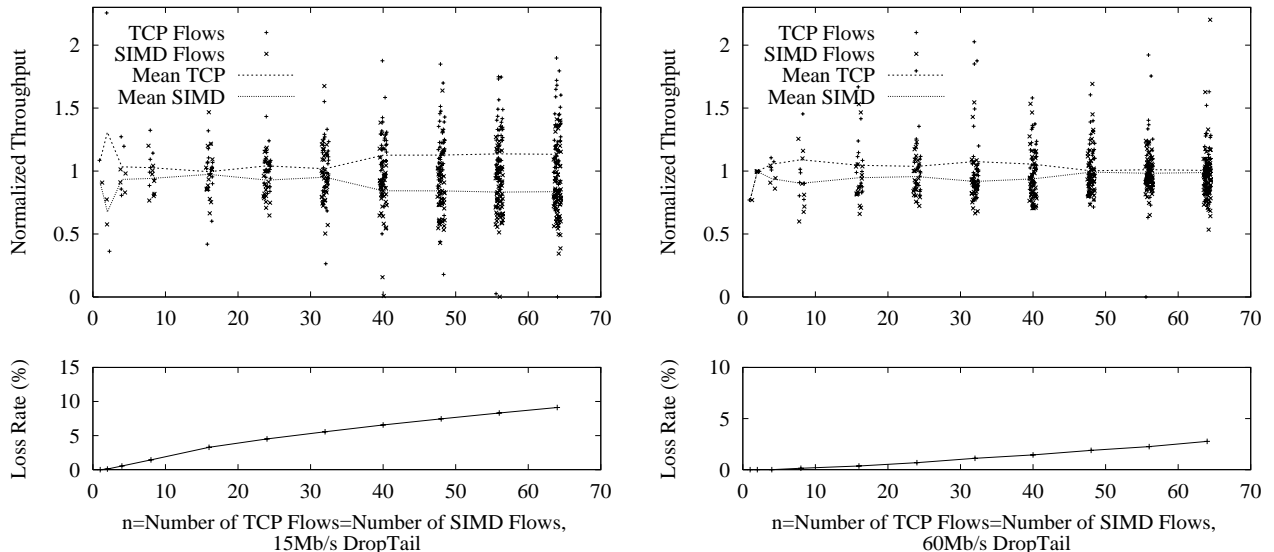 Normalized Throughput
2
1.5
1
0.5
0
TCP Flows
SIMD Flows
Mean TCP
Mean SIMD
0 10 20 30 40 50 60 70
Loss Rate (%)
15
10
5
0
0 10 20 30 40 50 60 70
n=Number of TCP Flows=Number of SIMD Flows,
15Mb/s DropTail
Normalized Throughput
2
1.5
1
0.5
0
TCP Flows
SIMD Flows
Mean TCP
Mean SIMD
0 10 20 30 40 50 60 70
Loss Rate (%)
10
5
0
0 10 20 30 40 50 60 70
n=Number of TCP Flows=Number of SIMD Flows,
60Mb/s DropTail